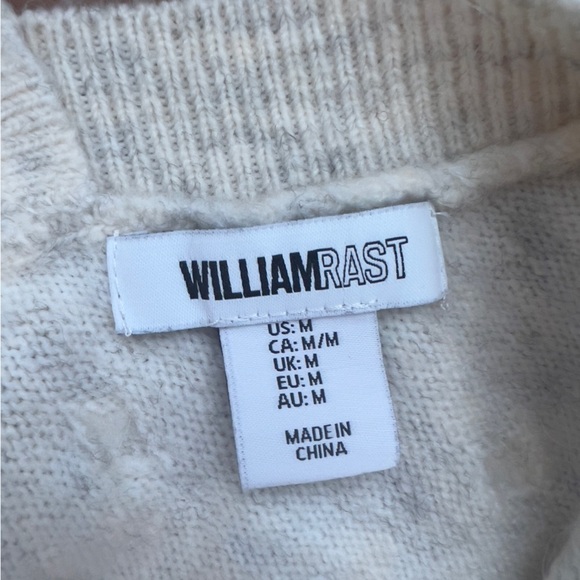 WILLIAMRAST
US: M
CA: M/M
UK: M
EU: M
AU: M
MADE IN
CHINA